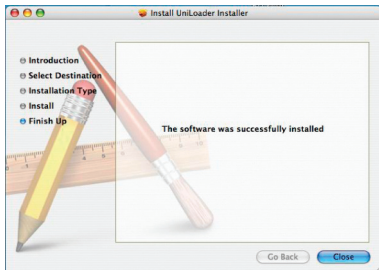 Install UniLoader Installer
Introduction
Select Destination
Installation Type
Install
Finish Up
The software was successfully installed
Go Back
Close